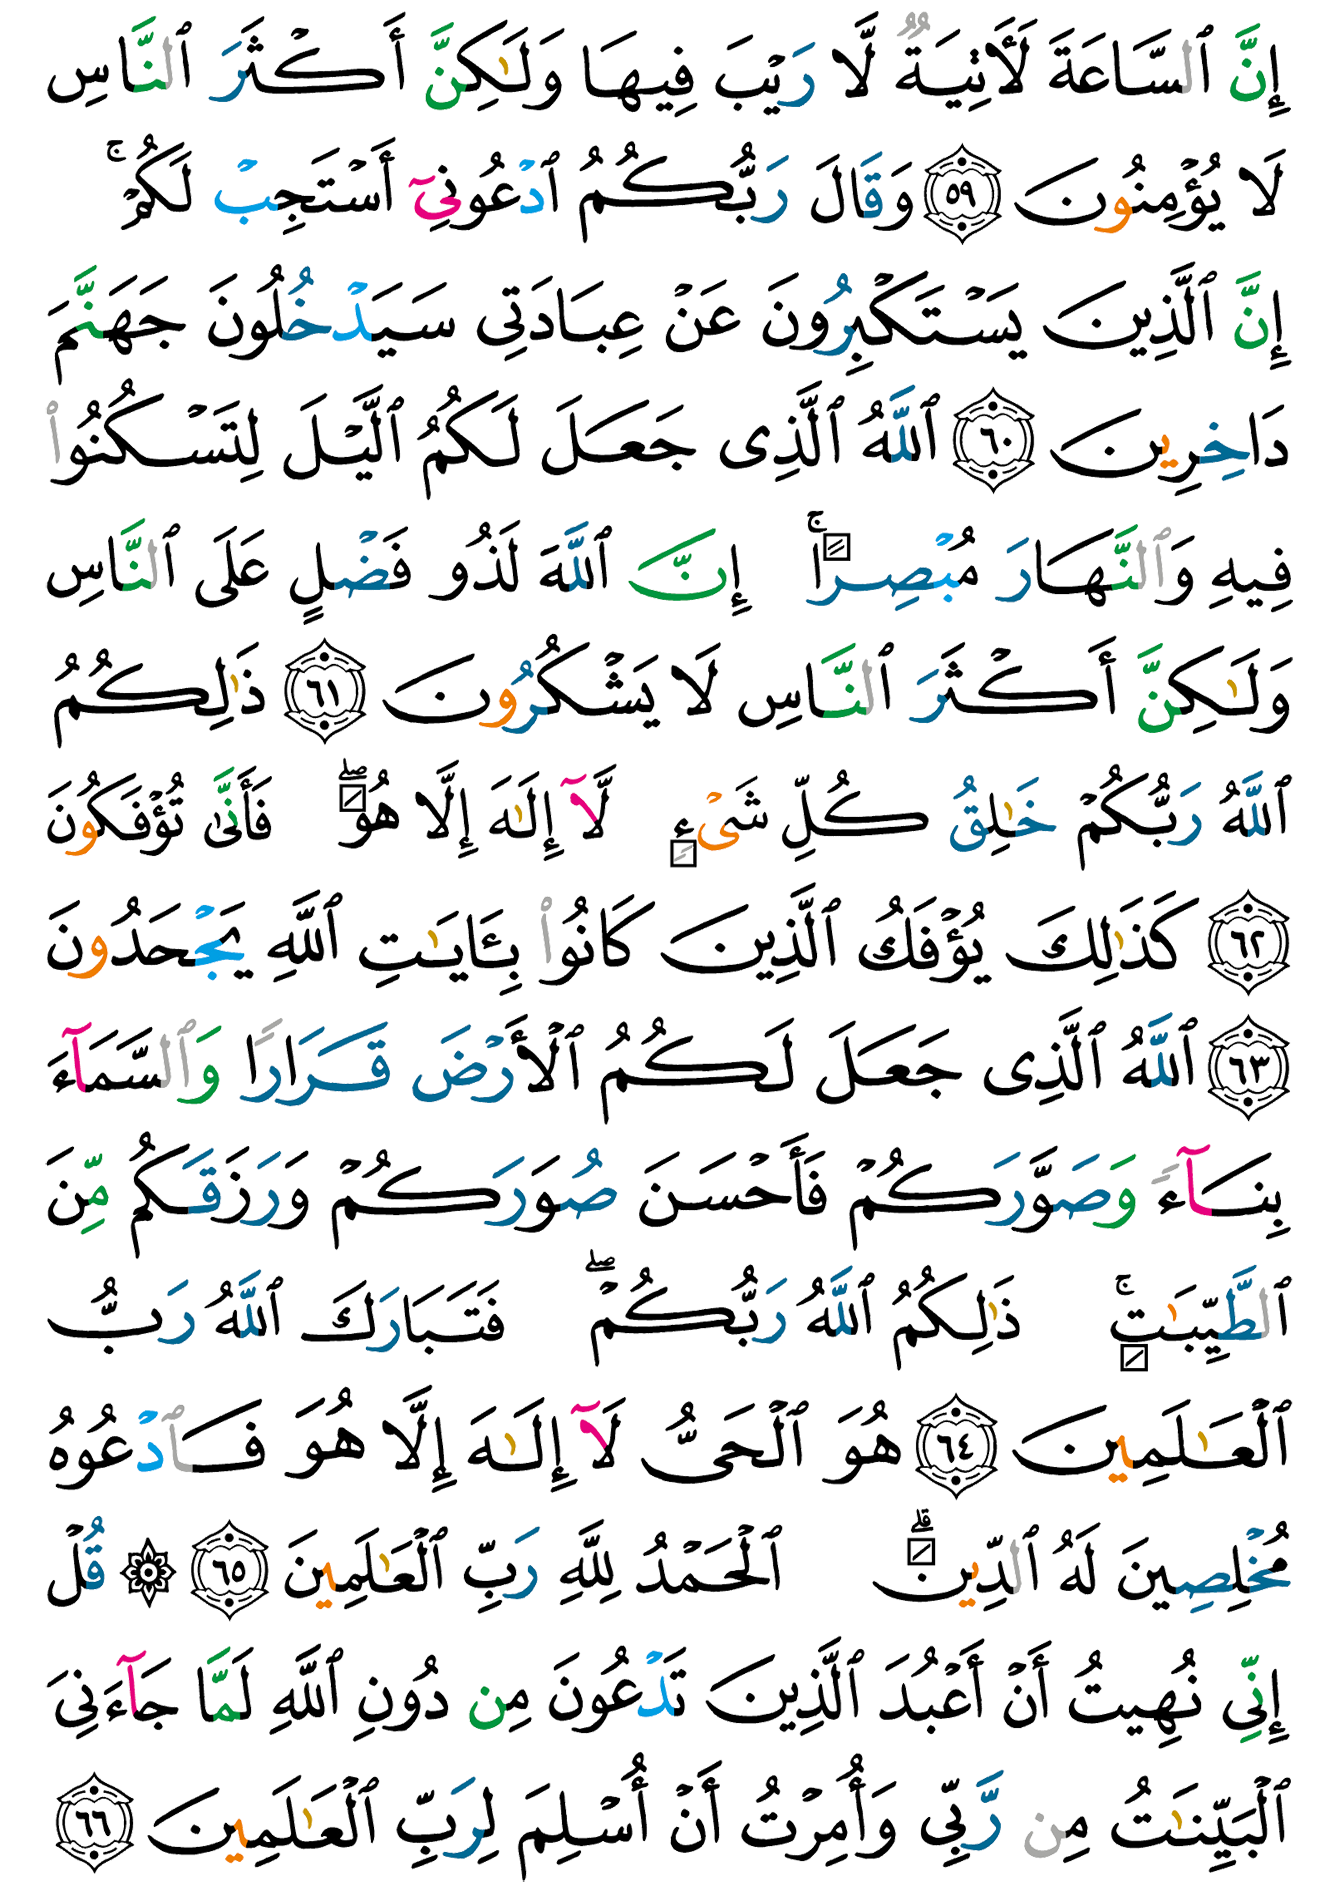 إِنَّ ٱلسَّاعَةَ لَأٓتِيَةٌ لَّا رَيْبَ فِيهَا وَلَٰكِنَّ أَكْثَرَ ٱلنَّاسِ
لَا يُؤْمِنُونَ ٥٩ وَقَالَ رَبُّكُمُ ٱدْعُونِىٓ أَسْتَجِبْ لَكُمْ ۚ
إِنَّ ٱلَّذِينَ يَسْتَكْبِرُونَ عَنْ عِبَادَتِى سَيَدْخُلُونَ جَهَنَّمَ
دَاخِرِينَ ٦٠ ٱللَّهُ ٱلَّذِى جَعَلَ لَكُمُ ٱلَّيْلَ لِتَسْكُنُوا۟
فِيهِ وَٱلنَّهَارَ مُبْصِرًا ۚ إِنَّ ٱللَّهَ لَذُو فَضْلٍ عَلَى ٱلنَّاسِ
وَلَٰكِنَّ أَكْثَرَ ٱلنَّاسِ لَا يَشْكُرُونَ ٦١ ذَٰلِكُمُ
ٱللَّهُ رَبُّكُمْ خَٰلِقُ كُلِّ شَىْءٍ لَّآ إِلَٰهَ إِلَّا هُوَ ۖ فَأَنَّىٰ تُؤْفَكُونَ
٦٢ كَذَٰلِكَ يُؤْفَكُ ٱلَّذِينَ كَانُوا۟ بِـَٔايَٰتِ ٱللَّهِ يَجْحَدُونَ
٦٣ ٱللَّهُ ٱلَّذِى جَعَلَ لَكُمُ ٱلْأَرْضَ قَرَارًا وَٱلسَّمَآءَ
بِنَآءً وَصَوَّرَكُمْ فَأَحْسَنَ صُوَرَكُمْ وَرَزَقَكُم مِّنَ
ٱلطَّيِّبَٰتِ ۚ ذَٰلِكُمُ ٱللَّهُ رَبُّكُمْ ۖ فَتَبَارَكَ ٱللَّهُ رَبُّ
ٱلْعَٰلَمِينَ ٦٤ هُوَ ٱلْحَىُّ لَآ إِلَٰهَ إِلَّا هُوَ فَٱدْعُوهُ
مُخْلِصِينَ لَهُ ٱلدِّينَ ۗ ٱلْحَمْدُ لِلَّهِ رَبِّ ٱلْعَٰلَمِينَ ٦٥ ۞ قُلْ
إِنِّى نُهِيتُ أَنْ أَعْبُدَ ٱلَّذِينَ تَدْعُونَ مِن دُونِ ٱللَّهِ لَمَّا جَآءَنِىَ
ٱلْبَيِّنَٰتُ مِن رَّبِّى وَأُمِرْتُ أَنْ أُسْلِمَ لِرَبِّ ٱلْعَٰلَمِينَ ٦٦